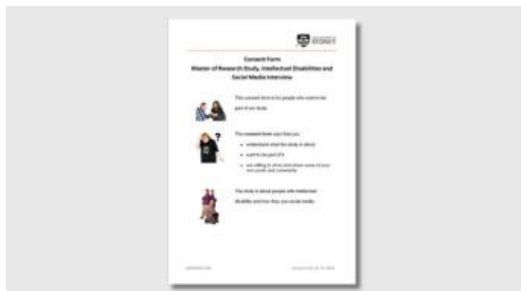 SYDNEY
Consent Form
Master of Research Study, Intellectual Disabilities and
Social Media Interview
This consent form is for people who want to be
part of our study.
?
The consent form says that you
understand what the study is about
want to be part of it
are willing to show and share some of your
own posts and comments
The study is about people with intellectual
disability and how they use social media.